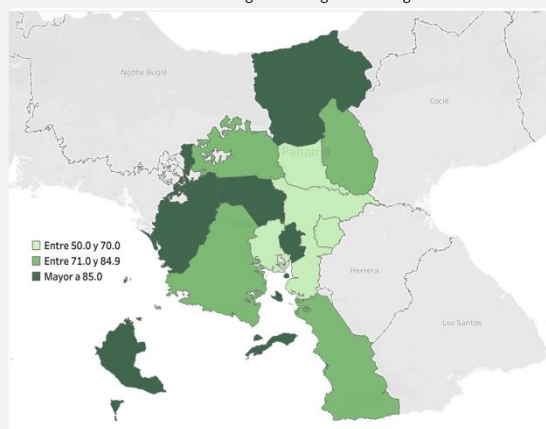 Ngobe Buglé
Coclé
Panamá
Entre 50.0 y 70.0
Entre 71.0 y 84.9
Mayor a 85.0
Herrera
Los Santos